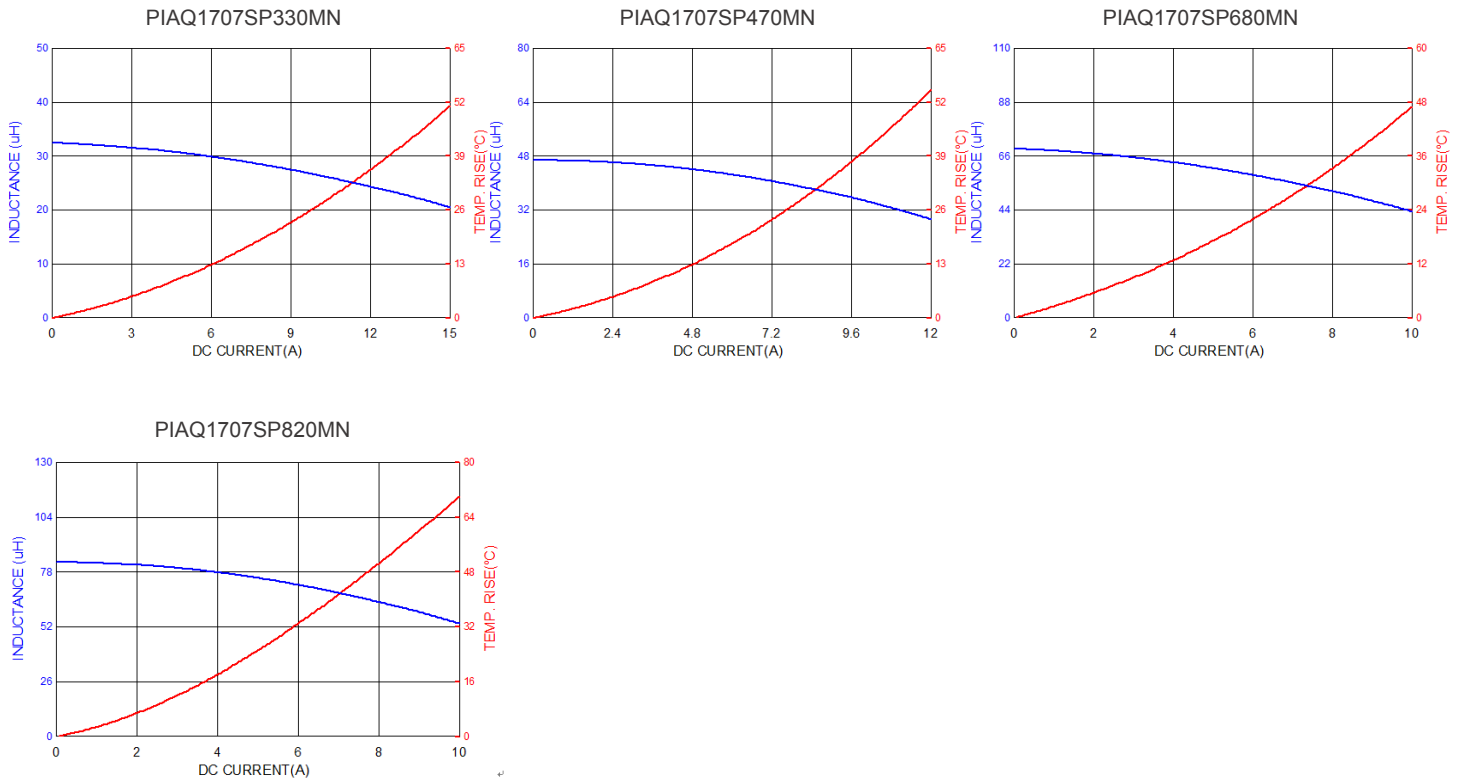 PIAQ1707SP330MN
50
40
30
20
10
0
INDUCTANCE (uH)
65
52
39
26
13
0
TEMP. RISE(ºC)
0 3 6 9 12 15
DC CURRENT(A)
PIAQ1707SP470MN
80
64
48
32
16
0
INDUCTANCE (uH)
65
52
39
26
13
0
TEMP. RISE(ºC)
0 2.4 4.8 7.2 9.6 12
DC CURRENT(A)
PIAQ1707SP680MN
110
88
66
44
22
0
INDUCTANCE (uH)
60
48
36
24
12
0
TEMP. RISE(ºC)
0 2 4 6 8 10
DC CURRENT(A)
PIAQ1707SP820MN
130
104
78
52
26
0
INDUCTANCE (uH)
80
64
48
32
16
0
TEMP. RISE(ºC)
0 2 4 6 8 10
DC CURRENT(A)